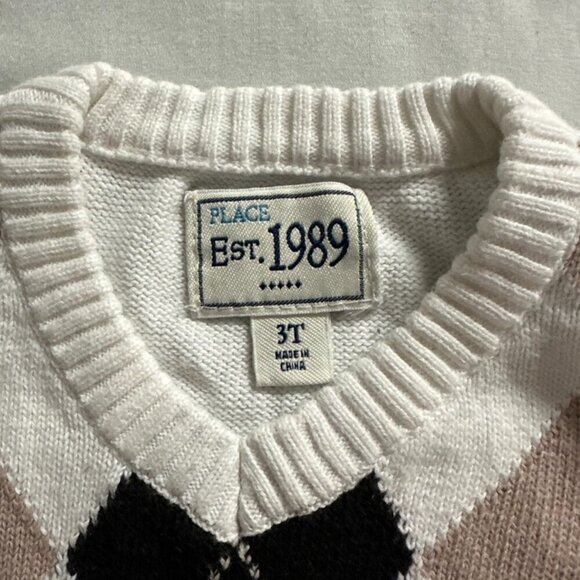 PLACE
EST. 1989
3T
MADE IN
CHINA